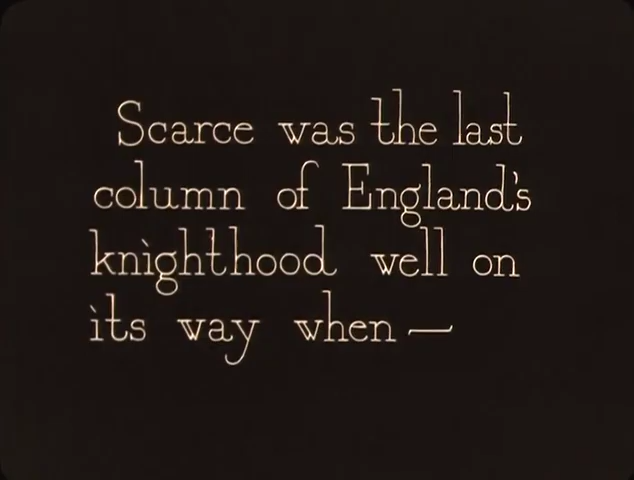 Scarce was the last
column of England's
knighthood well on
its way when —